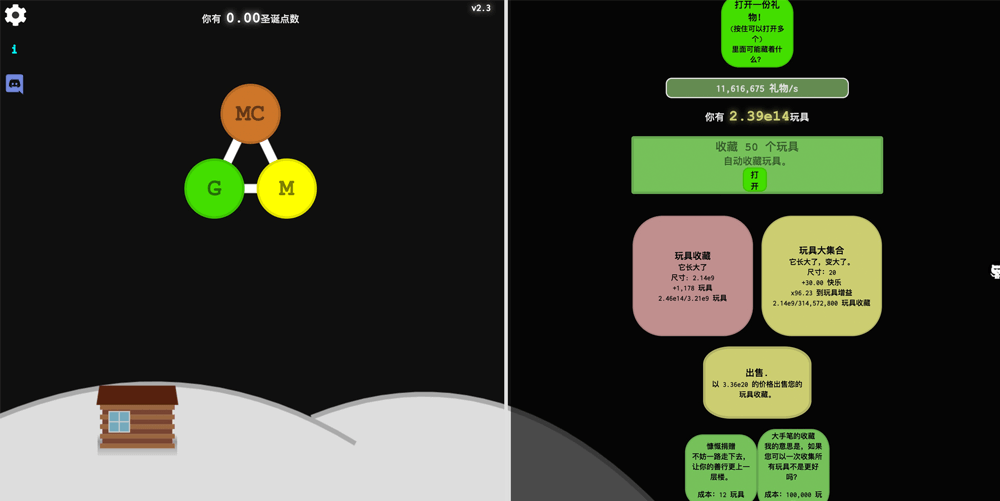 v2.3
你有 0.00圣诞点数
i
MC
G
M
打开一份礼
物!
(按住可以打开多
个)
里面可能藏着什
么?
11,616,675 礼物/s
你有 2.39e14玩具
收藏 50 个玩具
自动收藏玩具。
打
开
玩具收藏
它长大了
尺寸: 2.14e9
+1,178 玩具
2.46e14/3.21e9 玩具
玩具大集合
它长大了，变大了。
尺寸: 20
+30.00 快乐
x96.23 到玩具增益
2.14e9/314,572,800 玩具收藏
出售.
以 3.36e20 的价格出售您的
玩具收藏。
慷慨捐赠
不妨一路走下去，
让你的善行更上一
层楼。
成本: 12 玩具
大手笔的收藏
我的意思是，如果
您可以一次收集所
有玩具不是更好
吗?
成本: 100,000 玩